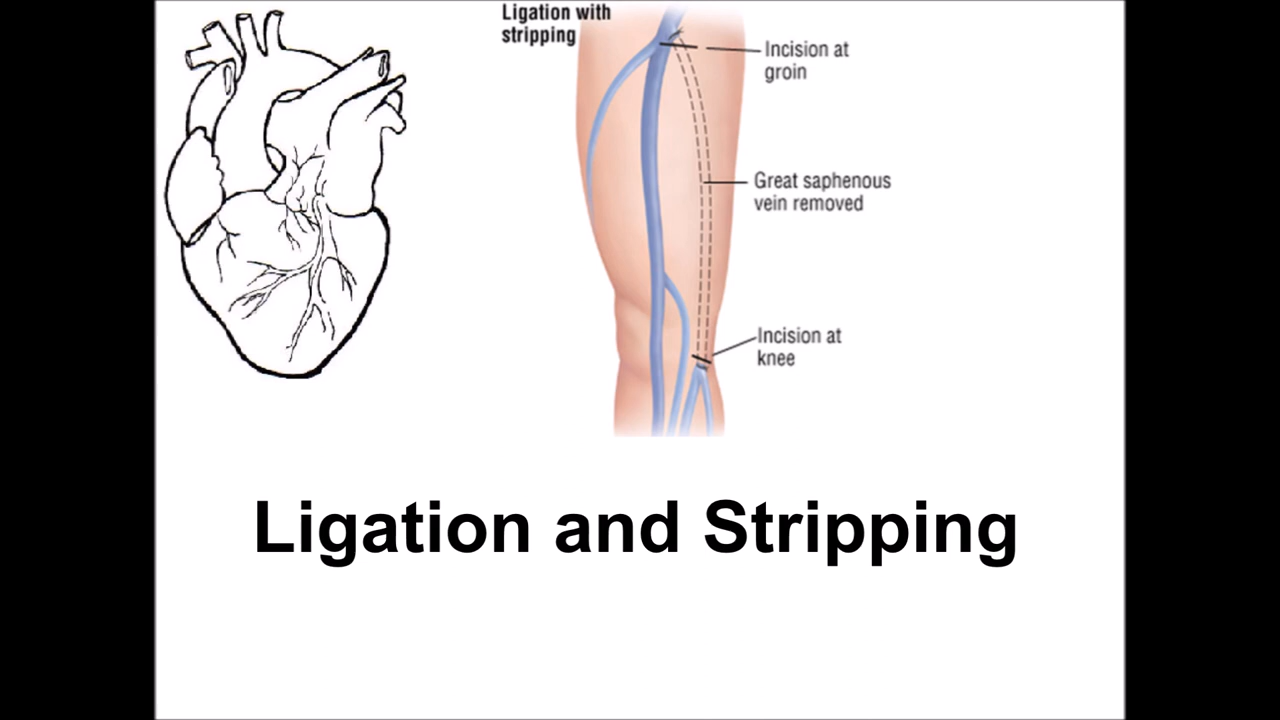 Ligation with
stripping
Incision at
groin
Great saphenous
vein removed
Incision at
knee
Ligation and Stripping